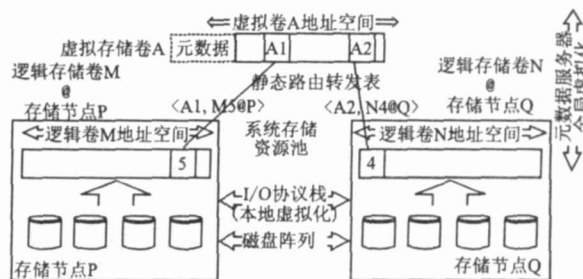 虚拟卷A地址空间
虚拟存储卷A 元数据 A1 A2
逻辑存储卷M
@
存储节点P
静态路由转发表
逻辑存储卷N
@
存储节点Q
<A1, M5@P> <A2, N4@Q>
逻辑卷M地址空间
系统存储
资源池
逻辑卷N地址空间
5 4
I/O协议栈
(本地虚拟化)
磁盘阵列
存储节点P 存储节点Q
元数据服务器